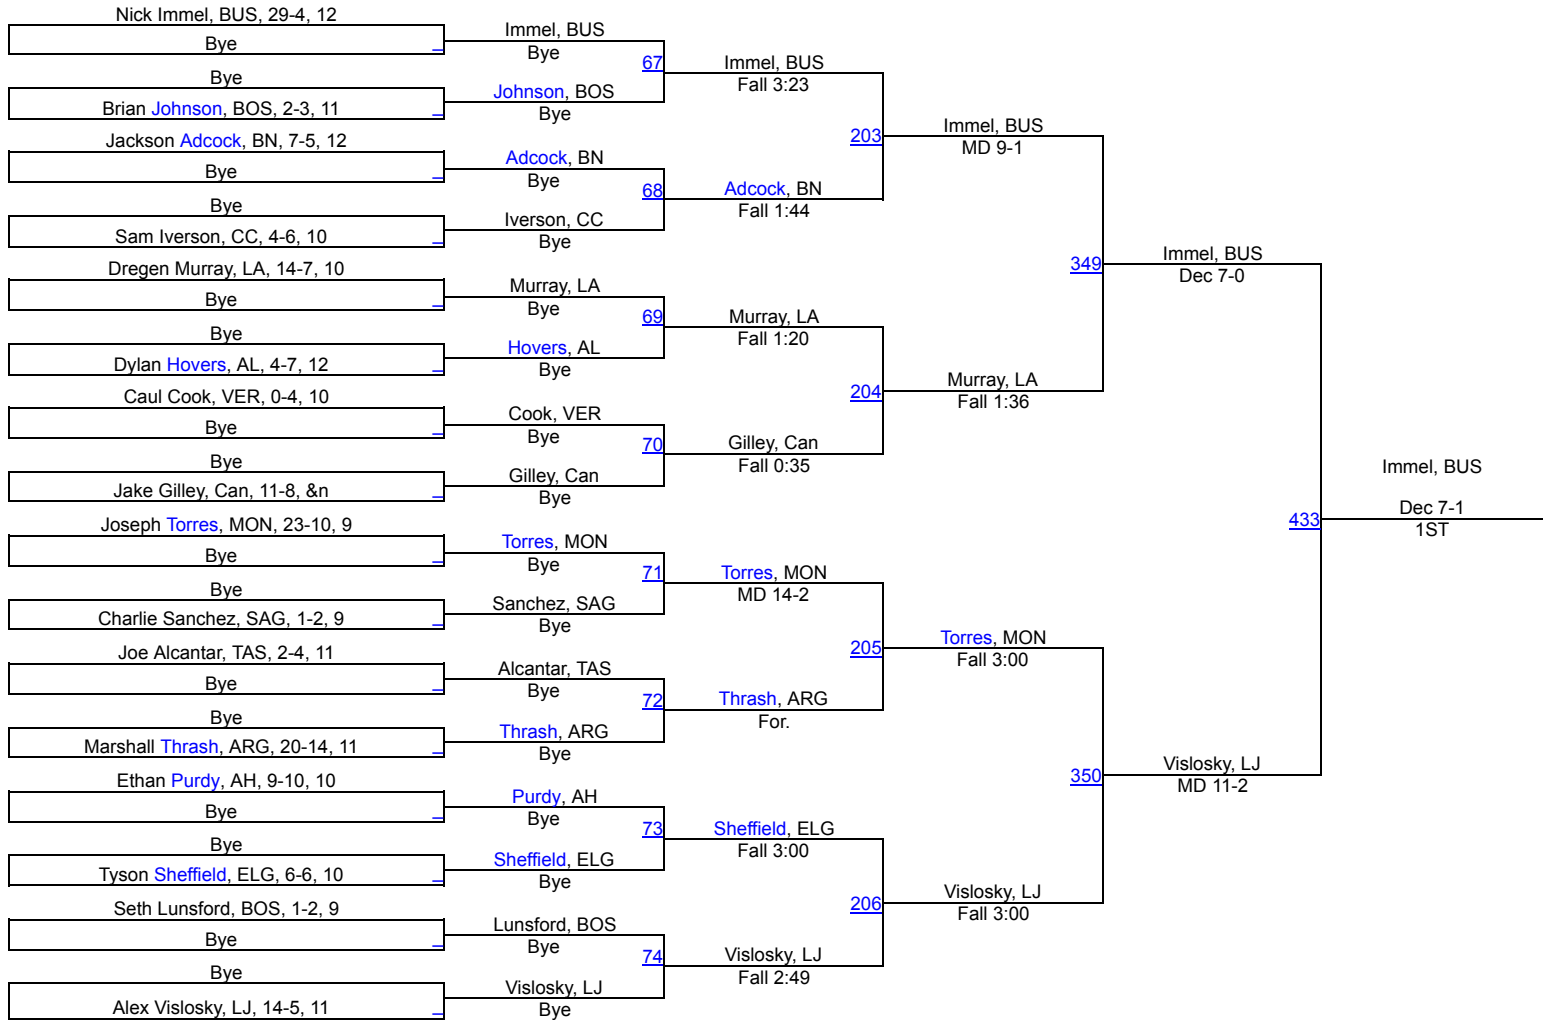 Nick Immel, BUS, 29-4, 12
Bye
Bye
Brian Johnson, BOS, 2-3, 11
Jackson Adcock, BN, 7-5, 12
Bye
Bye
Sam Iverson, CC, 4-6, 10
Dregen Murray, LA, 14-7, 10
Bye
Bye
Dylan Hovers, AL, 4-7, 12
Caul Cook, VER, 0-4, 10
Bye
Bye
Jake Gilley, Can, 11-8, &n
Joseph Torres, MON, 23-10, 9
Bye
Bye
Charlie Sanchez, SAG, 1-2, 9
Joe Alcantar, TAS, 2-4, 11
Bye
Bye
Marshall Thrash, ARG, 20-14, 11
Ethan Purdy, AH, 9-10, 10
Bye
Bye
Tyson Sheffield, ELG, 6-6, 10
Seth Lunsford, BOS, 1-2, 9
Bye
Bye
Alex Vislosky, LJ, 14-5, 11
Immel, BUS
Bye
67
Johnson, BOS
Bye
Adcock, BN
Bye
68
Iverson, CC
Bye
Murray, LA
Bye
69
Hovers, AL
Bye
Cook, VER
Bye
70
Gilley, Can
Bye
Torres, MON
Bye
71
Sanchez, SAG
Bye
Alcantar, TAS
Bye
72
Thrash, ARG
Bye
Purdy, AH
Bye
73
Sheffield, ELG
Bye
Lunsford, BOS
Bye
74
Vislosky, LJ
Bye
Immel, BUS
Fall 3:23
203
Adcock, BN
Fall 1:44
Murray, LA
Fall 1:20
204
Gilley, Can
Fall 0:35
Torres, MON
MD 14-2
205
Thrash, ARG
For.
Sheffield, ELG
Fall 3:00
206
Vislosky, LJ
Fall 2:49
Immel, BUS
MD 9-1
349
Murray, LA
Fall 1:36
Torres, MON
Fall 3:00
350
Vislosky, LJ
Fall 3:00
Immel, BUS
Dec 7-0
433
Vislosky, LJ
MD 11-2
Immel, BUS
Dec 7-1
1ST